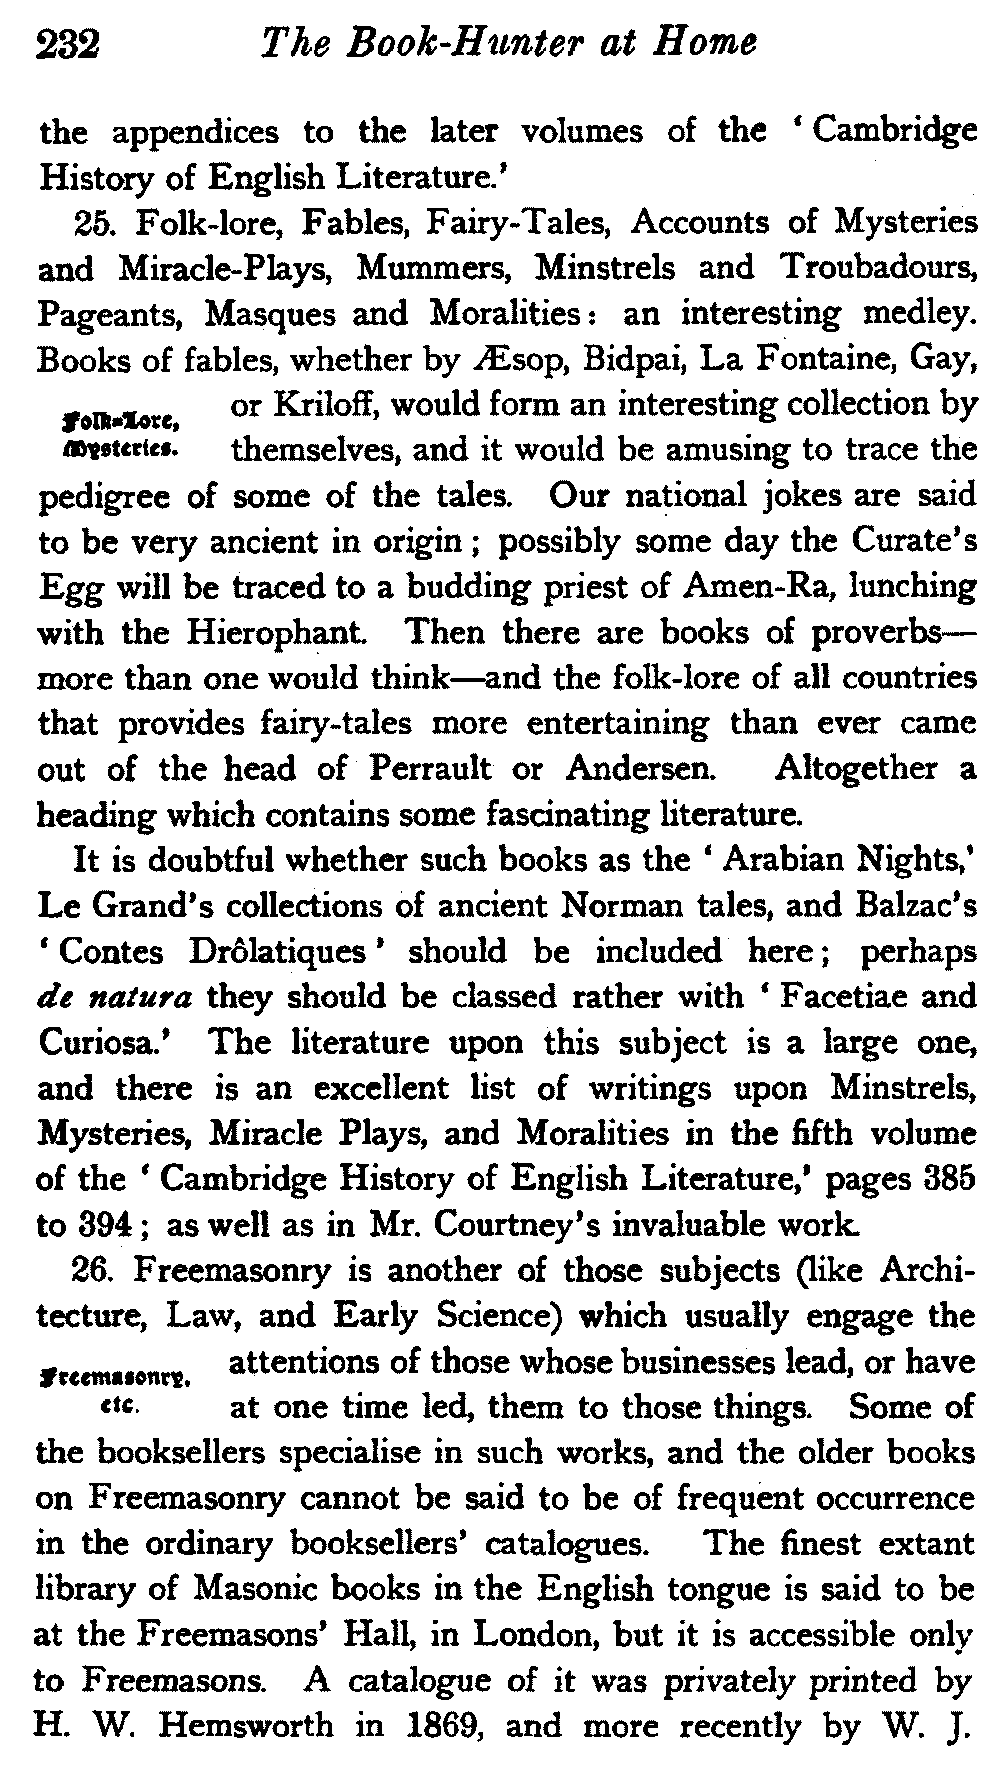 232 The Book-Hunter at Home
the appendices to the later volumes of the ‘ Cambridge
History of English Literature.’
25. Folk-lore, Fables, Fairy-Tales, Accounts of Mysteries
and Miracle-Plays, Mummers, Minstrels and Troubadours,
Pageants, Masques and Moralities : an interesting medley.
Books of fables, whether by Æsop, Bidpai, La Fontaine, Gay,
Folk-Lore, or Kriloff, would form an interesting collection by
Mysteries. themselves, and it would be amusing to trace the
pedigree of some of the tales. Our national jokes are said
to be very ancient in origin ; possibly some day the Curate’s
Egg will be traced to a budding priest of Amen-Ra, lunching
with the Hierophant. Then there are books of proverbs—
more than one would think—and the folk-lore of all countries
that provides fairy-tales more entertaining than ever came
out of the head of Perrault or Andersen. Altogether a
heading which contains some fascinating literature.
It is doubtful whether such books as the ‘ Arabian Nights,’
Le Grand’s collections of ancient Norman tales, and Balzac’s
‘ Contes Drôlatiques ’ should be included here ; perhaps
de natura they should be classed rather with ‘ Facetiae and
Curiosa.’ The literature upon this subject is a large one,
and there is an excellent list of writings upon Minstrels,
Mysteries, Miracle Plays, and Moralities in the fifth volume
of the ‘ Cambridge History of English Literature,’ pages 385
to 394 ; as well as in Mr. Courtney’s invaluable work.
26. Freemasonry is another of those subjects (like Archi-
tecture, Law, and Early Science) which usually engage the
Freemasonry, attentions of those whose businesses lead, or have
etc. at one time led, them to those things. Some of
the booksellers specialise in such works, and the older books
on Freemasonry cannot be said to be of frequent occurrence
in the ordinary booksellers’ catalogues. The finest extant
library of Masonic books in the English tongue is said to be
at the Freemasons’ Hall, in London, but it is accessible only
to Freemasons. A catalogue of it was privately printed by
H. W. Hemsworth in 1869, and more recently by W. J.